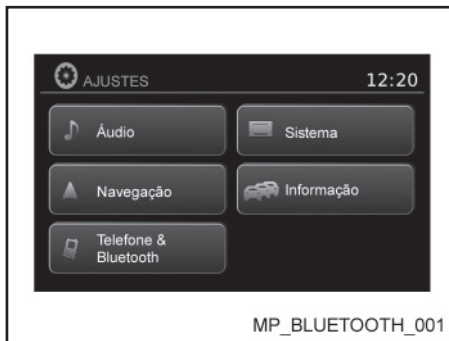 AJUSTES 12:20
Áudio
Sistema
Navegação
Informação
Telefone &
Bluetooth
MP_BLUETOOTH_001